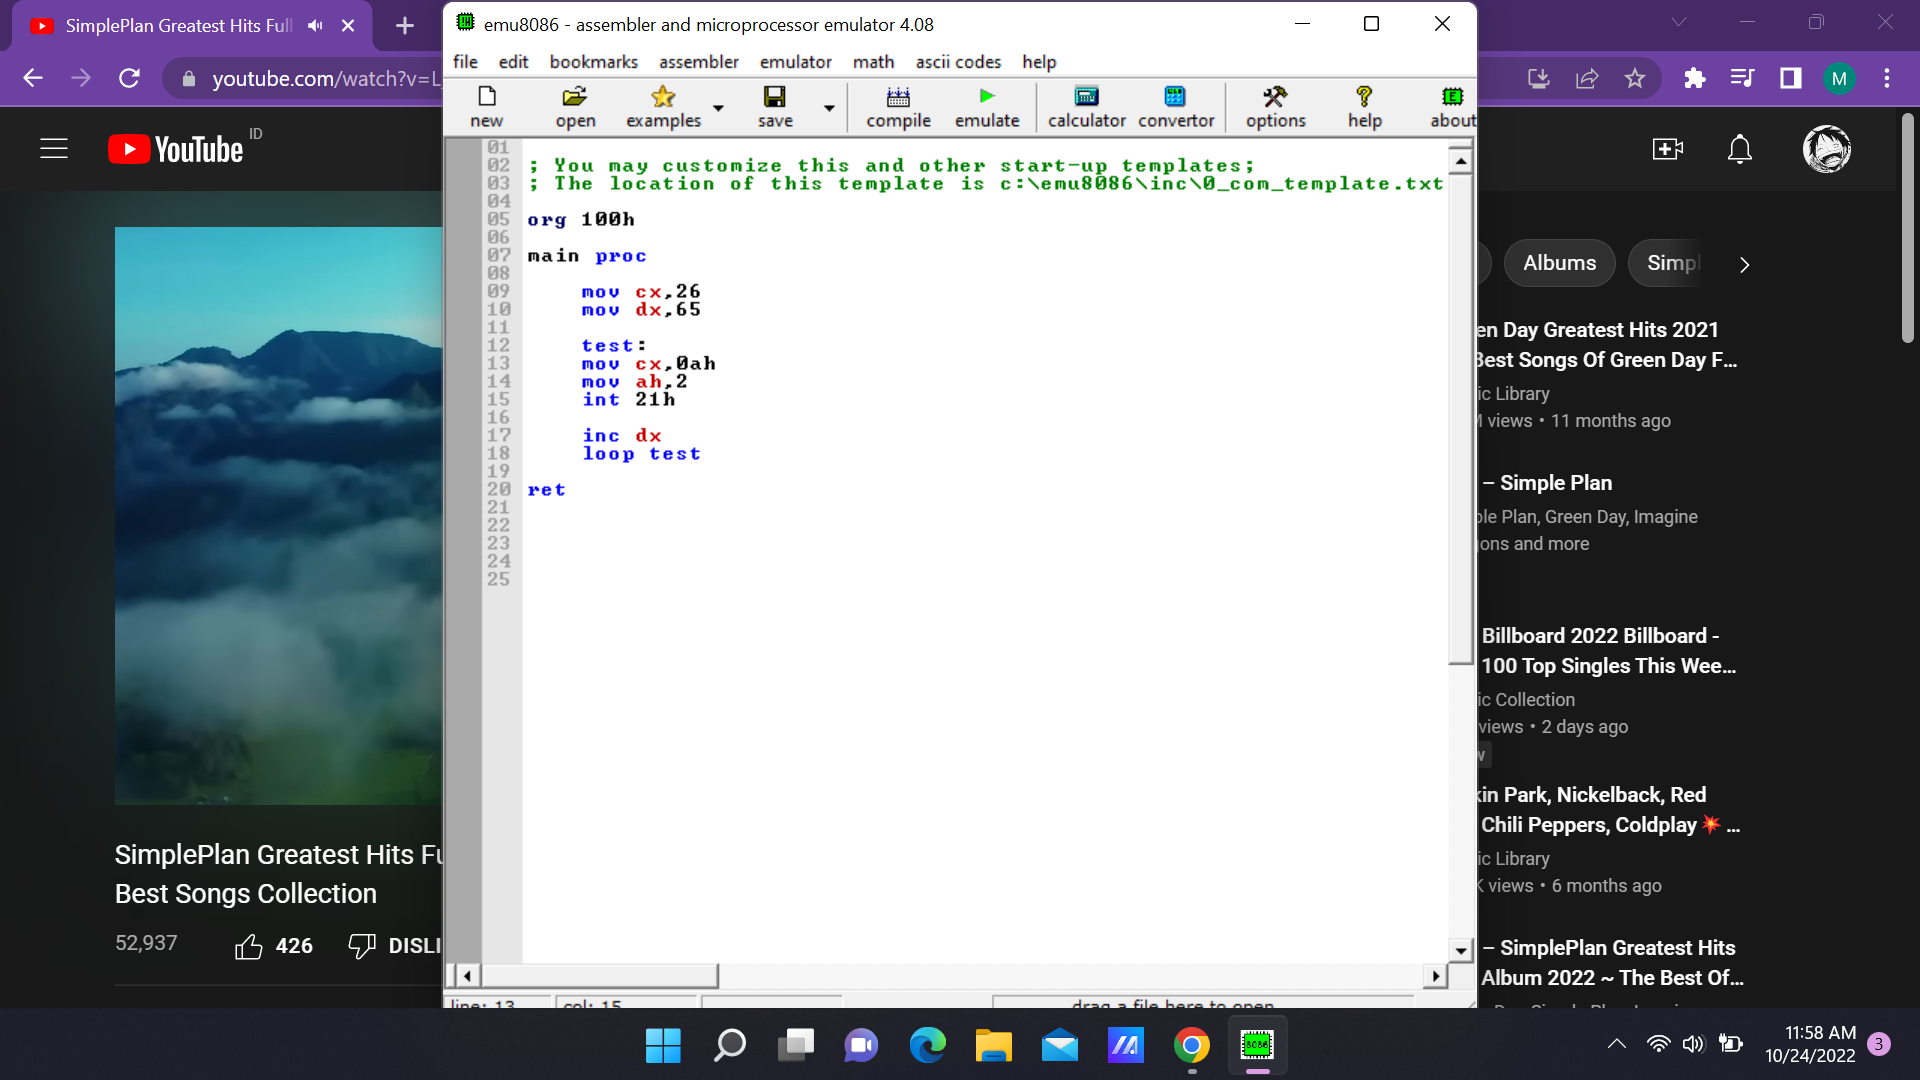 SimplePlan Greatest Hits Full
youtube.com/watch?v=L
M
emu8086 - assembler and microprocessor emulator 4.08
file edit bookmarks assembler emulator math ascii codes help
new open examples save compile emulate calculator convertor options help about
YouTube ID
01
02 ; You may customize this and other start-up templates;
03 ; The location of this template is c:\emu8086\inc\0_com_template.txt
04
05 org 100h
06
07 main proc
08
09 mov cx,26
10 mov dx,65
11
12 test:
13 mov cx,0ah
14 mov ah,2
15 int 21h
16
17 inc dx
18 loop test
19
20 ret
21
22
23
24
25
line: 13 col: 15 drag a file here to open
SimplePlan Greatest Hits Fu
Best Songs Collection
52,937 426 DISLI
Albums Simpl
en Day Greatest Hits 2021
Best Songs Of Green Day F...
ic Library
views • 11 months ago
– Simple Plan
ple Plan, Green Day, Imagine
ons and more
Billboard 2022 Billboard -
100 Top Singles This Wee...
ic Collection
views • 2 days ago
w
kin Park, Nickelback, Red
Chili Peppers, Coldplay 💥 ...
ic Library
K views • 6 months ago
– SimplePlan Greatest Hits
Album 2022 ~ The Best Of...
8086
11:58 AM
10/24/2022
3